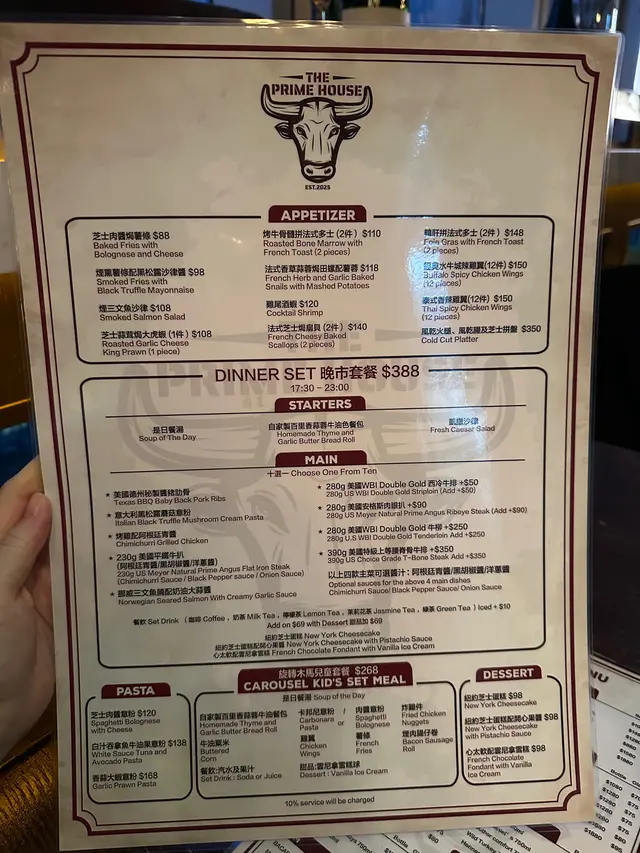 THE
PRIME HOUSE
EST.2025
APPETIZER
芝士肉醬焗薯條 $88
Baked Fries with
Bolognese and Cheese
煙熏薯條配黑松露沙律醬 $98
Smoked Fries with
Black Truffle Mayonnaise
煙三文魚沙律 $108
Smoked Salmon Salad
芝士蒜茸焗大虎蝦 (1件) $108
Roasted Garlic Cheese
King Prawn (1 piece)
烤牛骨髓拼法式多士 (2件) $110
Roasted Bone Marrow with
French Toast (2 pieces)
法式香草蒜蓉焗田螺配薯蓉 $118
French Herb and Garlic Baked
Snails with Mashed Potatoes
雞尾酒蝦 $120
Cocktail Shrimp
法式芝士焗扇貝 (2件) $140
French Cheesy Baked
Scallops (2 pieces)
鴨肝拼法式多士 (2件) $148
Foie Gras with French Toast
(2 pieces)
水牛城辣雞翼(12件) $150
Buffalo Spicy Chicken Wings
(12 pieces)
泰式香辣雞翼(12件) $150
Thai Spicy Chicken Wings
(12 pieces)
風乾火腿、風乾腸及芝士拼盤 $350
Cold Cut Platter
DINNER SET 晚市套餐 $388
17:30 – 23:00
STARTERS
是日餐湯
Soup of The Day
自家製百里香蒜蓉牛油包餐包
Homemade Thyme and
Garlic Butter Bread Roll
凱撒沙律
Fresh Caesar Salad
MAIN
十選一 Choose One From Ten
★ 美國德州秘製醬豬肋骨
Texas BBQ Baby Back Pork Ribs
★ 意大利黑松露蘑菇意粉
Italian Black Truffle Mushroom Cream Pasta
★ 烤雞配阿根廷青醬
Chimichurri Grilled Chicken
★ 230g 美國平鐵牛扒
(阿根廷青醬/黑胡椒醬/洋蔥醬)
230g US Meyer Natural Prime Angus Flat Iron Steak
(Chimichurri Sauce / Black Pepper sauce / Onion Sauce)
★ 挪威三文魚腩配奶油大蒜醬
Norwegian Seared Salmon With Creamy Garlic Sauce
★ 280g 美國WBI Double Gold 西冷牛排 +$50
280g US WBI Double Gold Striploin (Add +$50)
★ 280g 美國安格斯肉眼扒 +$90
280g US Meyer Natural Prime Angus Ribeye Steak (Add +$90)
★ 280g 美國WBI Double Gold 牛柳 +$250
280g U.S WBI Double Gold Tenderloin Add +$250
★ 390g 美國特級上等腰脊骨牛扒 +$350
390g US Choice Grade T-Bone Steak Add +$350
以上四款主菜可選醬汁：阿根廷青醬/黑胡椒醬/洋蔥醬
Optional sauces for the above 4 main dishes
Chimichurri Sauce/ Black Pepper Sauce/ Onion Sauce
餐飲 Set Drink （咖啡 Coffee，奶茶 Milk Tea，檸檬茶 Lemon Tea，茉莉花茶 Jasmine Tea，綠茶 Green Tea ) Iced + $10
Add on $69 with Dessert 甜品加 $69
紐約芝士蛋糕 New York Cheesecake
紐約芝士蛋糕配開心果醬 New York Cheesecake with Pistachio Sauce
心太軟配雲尼拿雪糕 French Chocolate Fondant with Vanilla Ice Cream
PASTA
芝士肉醬意粉 $120
Spaghetti Bolognese
with Cheese
白汁吞拿魚牛油果意粉 $138
White Sauce Tuna and
Avocado Pasta
香蒜大蝦意粉 $168
Garlic Prawn Pasta
旋轉木馬兒童套餐 $268
CAROUSEL KID'S SET MEAL
是日餐湯 Soup of the Day
自家製百里香蒜蓉牛油餐包
Homemade Thyme and
Garlic Butter Bread Roll
牛油粟米
Buttered
Corn
餐飲:汽水及果汁
Set Drink : Soda or Juice
卡邦尼意粉 / 肉醬意粉
Carbonara or Spaghetti
Pasta Bolognese
雞翼
Chicken
Wings
薯條
French
Fries
炸雞件
Fried Chicken
Nuggets
煙肉腸仔卷
Bacon Sausage
Roll
甜品:雲尼拿雪糕球
Dessert : Vanilla Ice Cream
DESSERT
紐約芝士蛋糕 $98
New York Cheesecake
紐約芝士蛋糕配開心果醬 $98
New York Cheesecake
with Pistachio Sauce
心太軟配雲尼拿雪糕 $98
French Chocolate
Fondant with Vanilla
Ice Cream
10% service will be charged